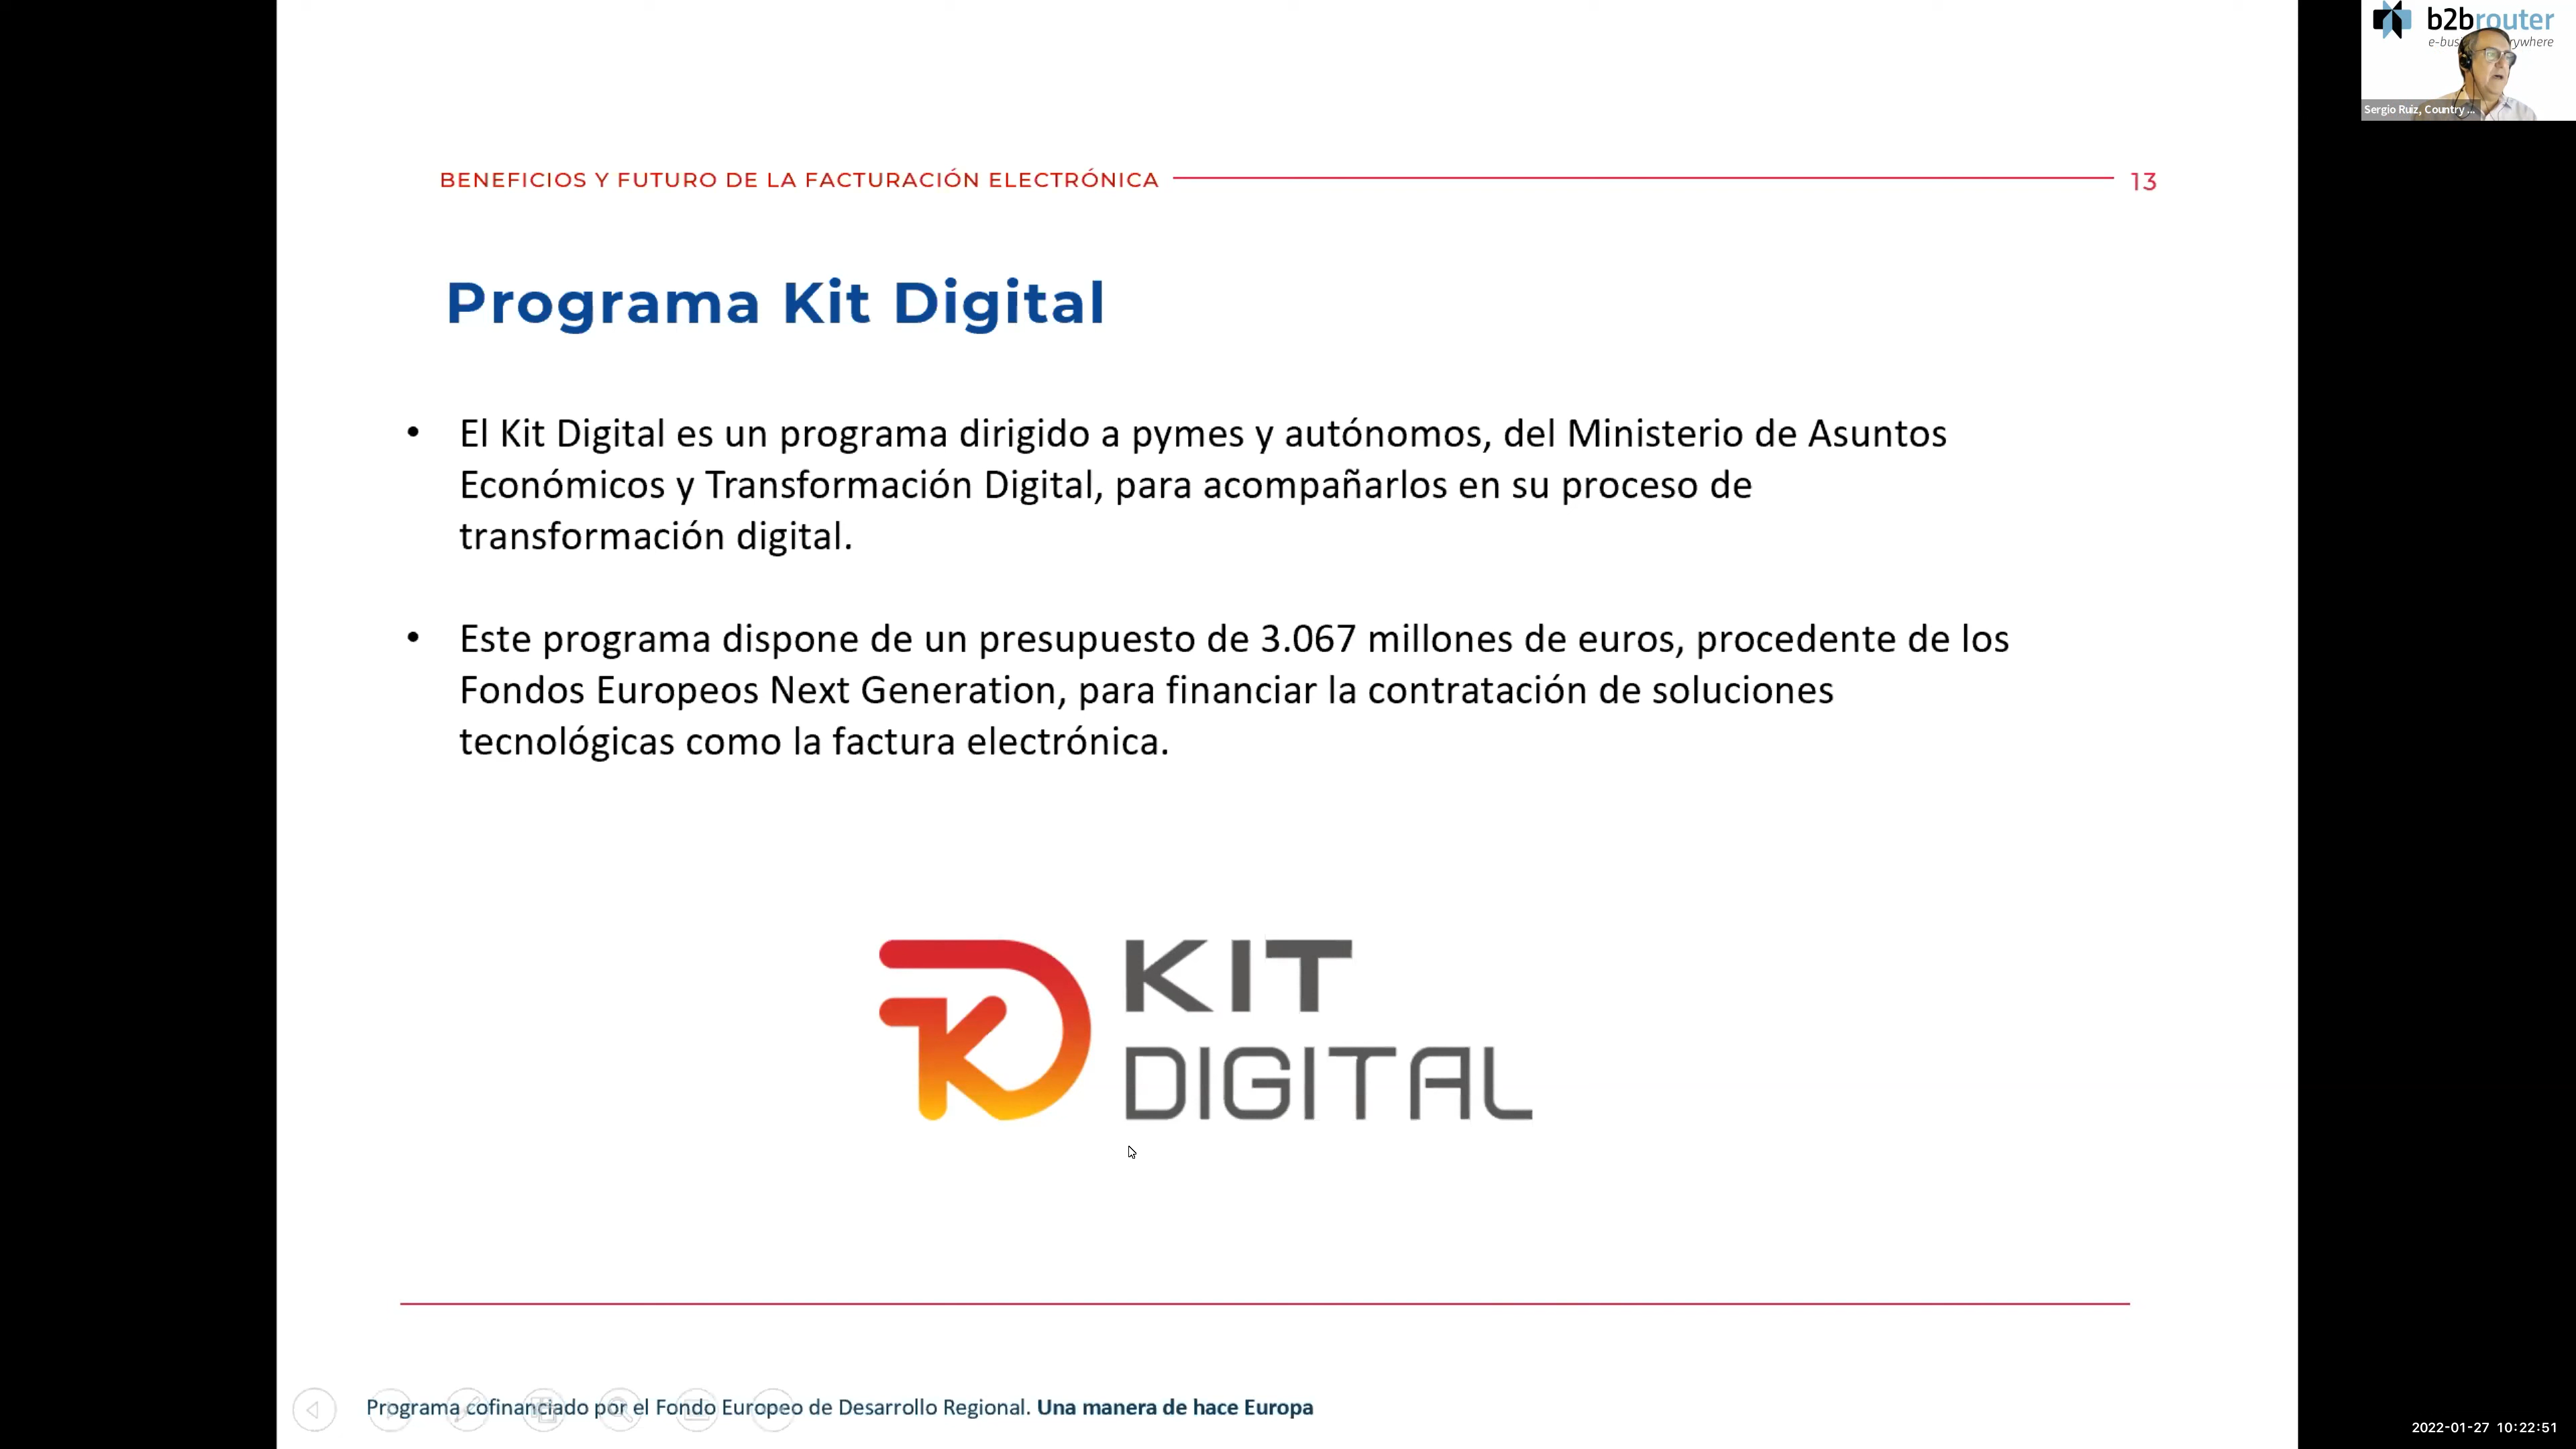 b2brouter
BENEFICIOS Y FUTURO DE LA FACTURACIÓN ELECTRÓNICA
13
Sergio Ruiz, Country ...
Programa Kit Digital
• El Kit Digital es un programa dirigido a pymes y autónomos, del Ministerio de Asuntos
Económicos y Transformación Digital, para acompañarlos en su proceso de
transformación digital.
• Este programa dispone de un presupuesto de 3.067 millones de euros, procedente de los
Fondos Europeos Next Generation, para financiar la contratación de soluciones
tecnológicas como la factura electrónica.
KIT
DIGITAL
Programa cofinanciado por el Fondo Europeo de Desarrollo Regional. Una manera de hace Europa
2022-01-27 10:22:51